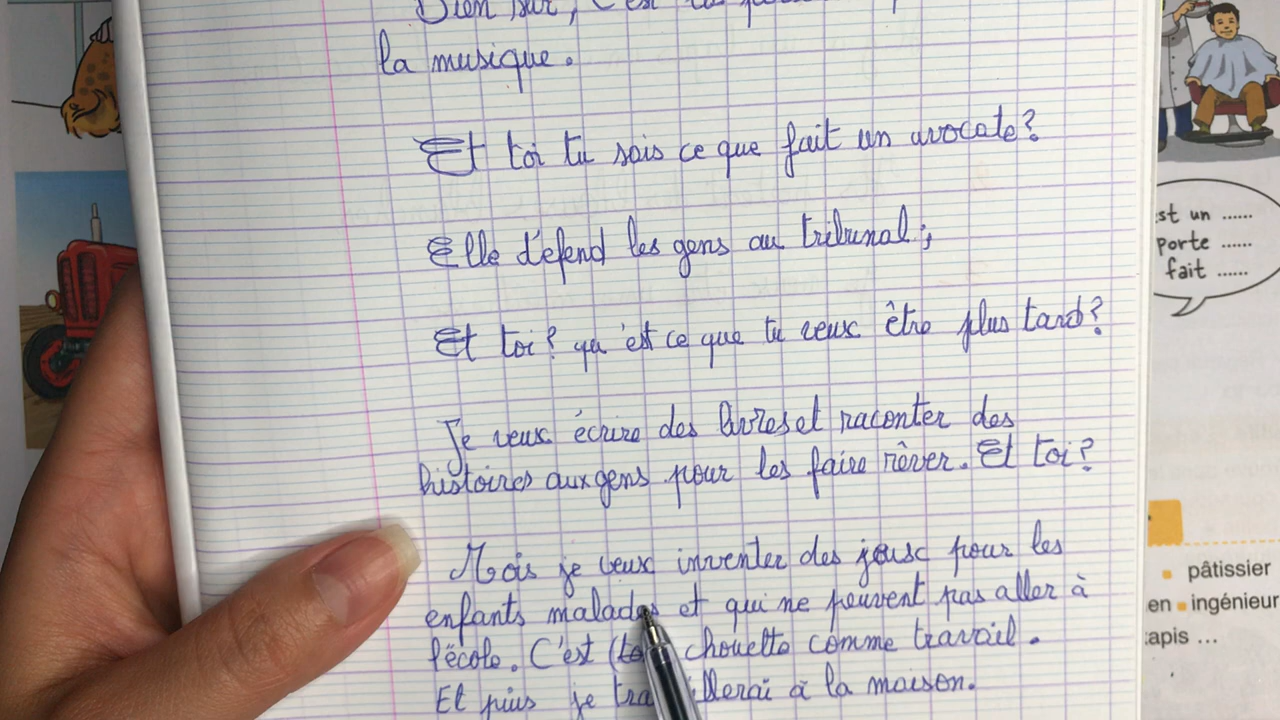 Bien sûr, c'est
la musique.
Et toi tu sais ce que fait un avocate?
Elle défend les gens au tribunal;
Et toi? qu'est ce que tu veux être plus tard?
Je veux écrire des livres et raconter des
histoires aux gens pour les faire rêver. Et toi?
Mois je veux inventer des jeux pour les
enfants malades et qui ne peuvent pas aller à
l'école. C'est chouette comme travail.
Et puis je travaillerai à la maison.
st un ......
porte ......
fait ......
pâtissier
en ingénieur
tapis ...